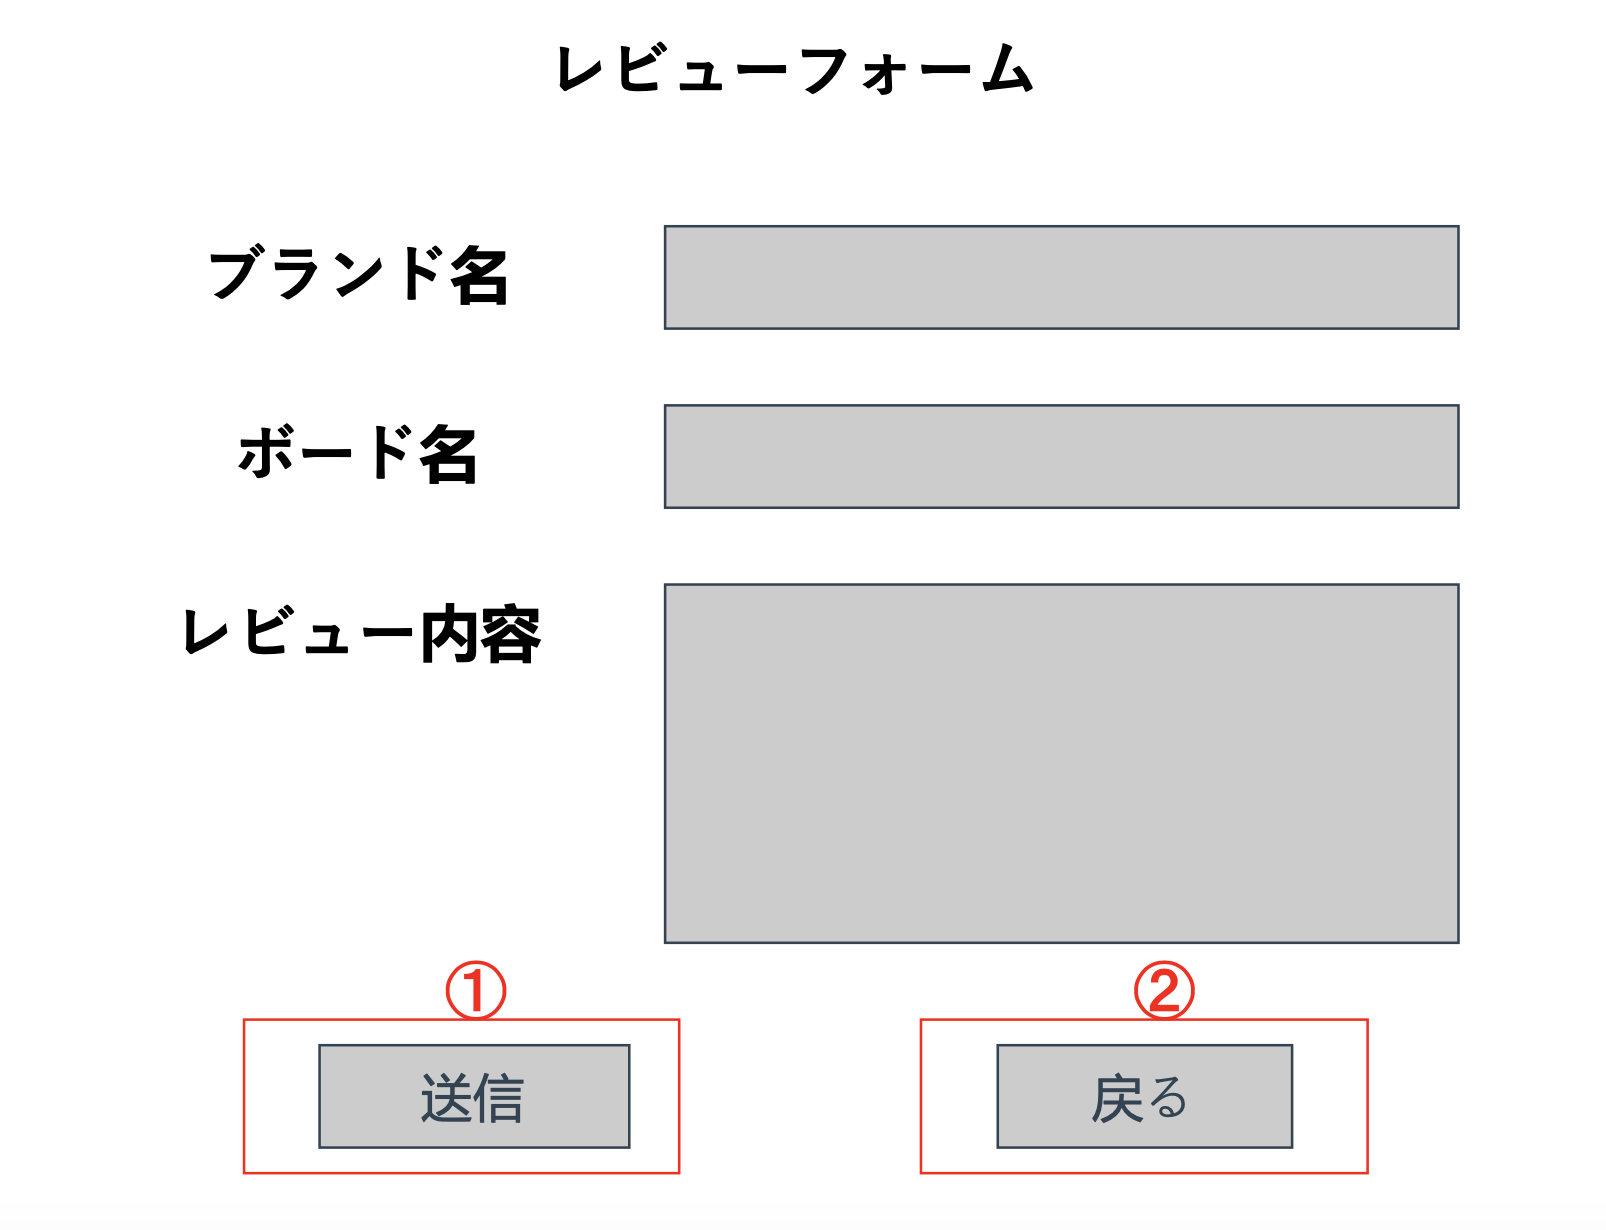 レビューフォーム
ブランド名
ボード名
レビュー内容
① ②
送信 戻る